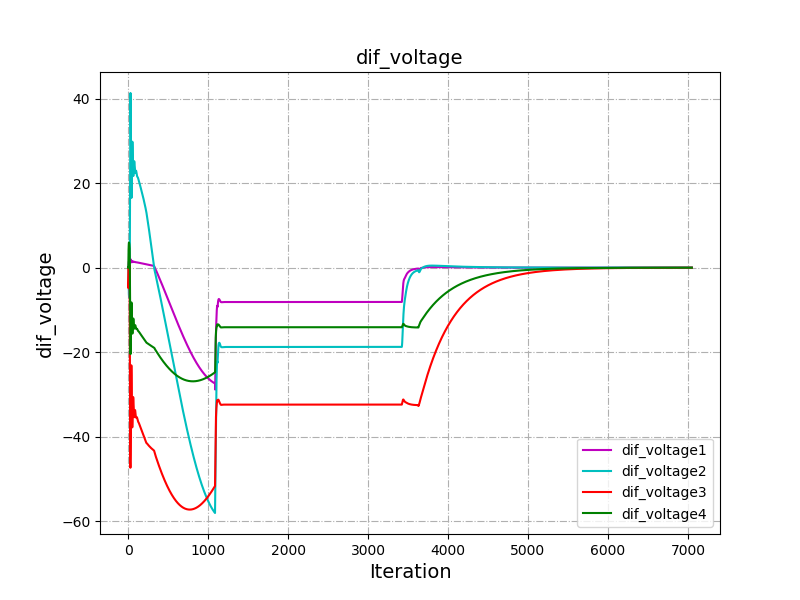 dif_voltage
dif_voltage
40
20
0
−20
−40
−60
0 1000 2000 3000 4000 5000 6000 7000
Iteration
dif_voltage1
dif_voltage2
dif_voltage3
dif_voltage4